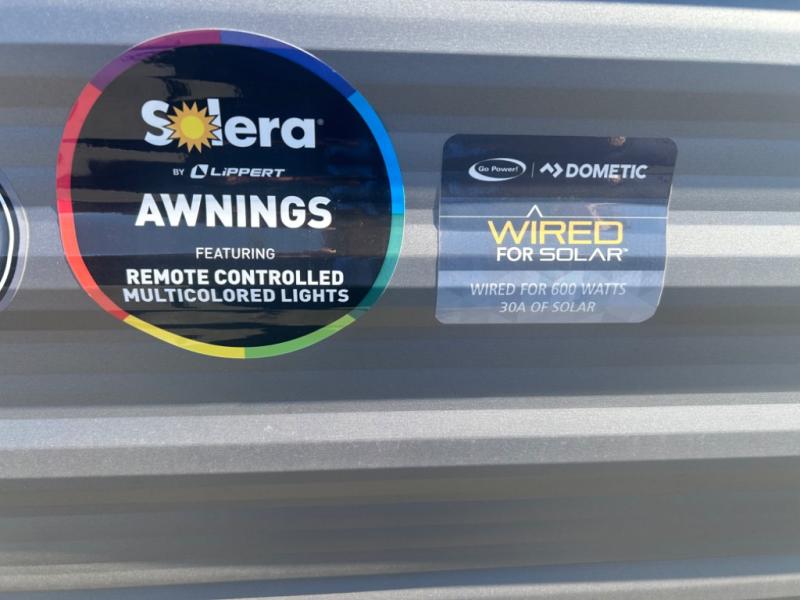 Solera®
BY LIPPERT
AWNINGS
FEATURING
REMOTE CONTROLLED
MULTICOLORED LIGHTS
Go Power! | DOMETIC
WIRED
FOR SOLAR™
WIRED FOR 600 WATTS
30A OF SOLAR